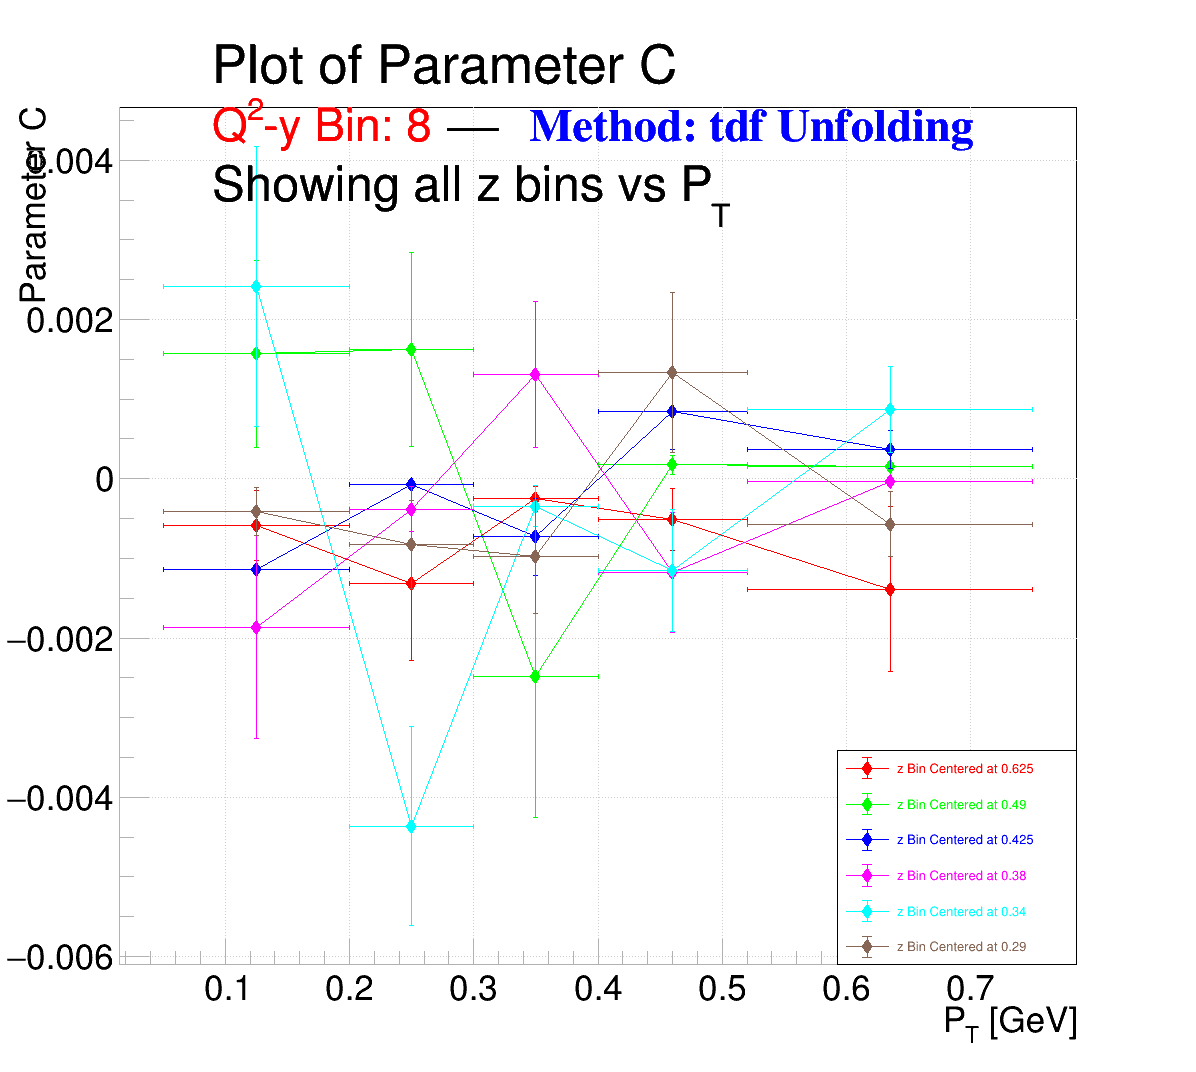 Plot of Parameter C
Q²-y Bin: 8 — Method: tdf Unfolding
Showing all z bins vs P_T
Parameter C
0.004
0.002
0
−0.002
−0.004
−0.006
z Bin Centered at 0.625
z Bin Centered at 0.49
z Bin Centered at 0.425
z Bin Centered at 0.38
z Bin Centered at 0.34
z Bin Centered at 0.29
0.1 0.2 0.3 0.4 0.5 0.6 0.7
P_T [GeV]